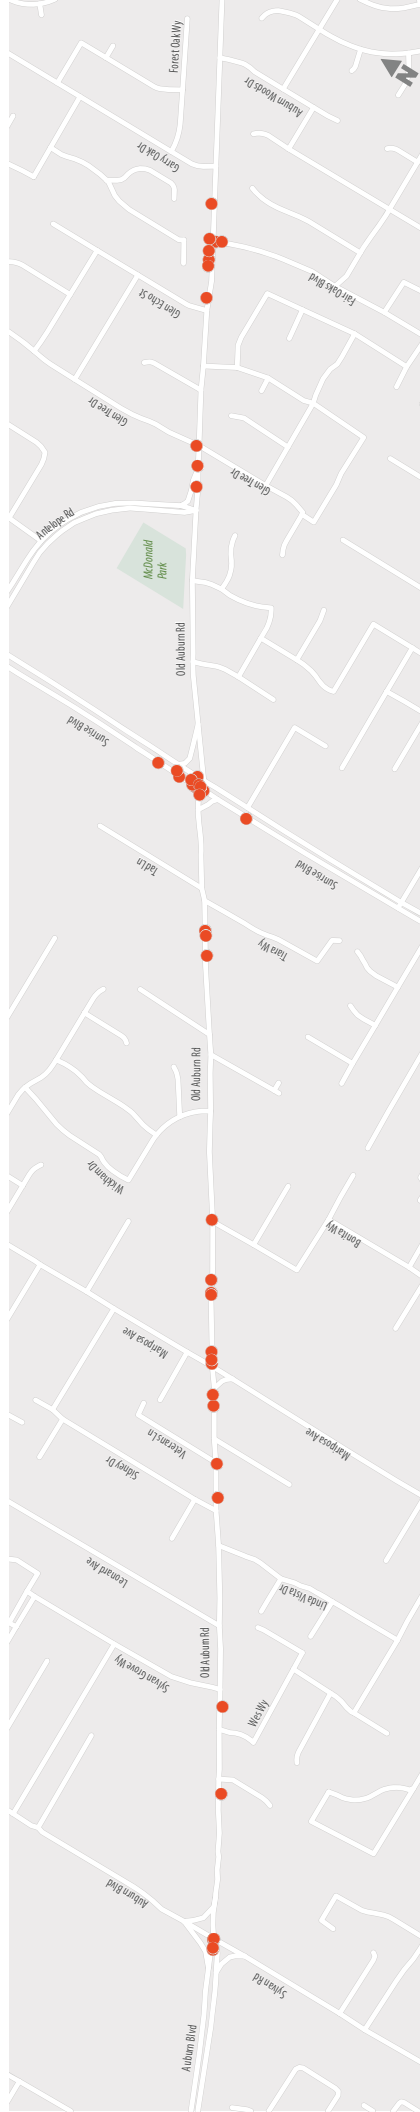 Forest Oak Wy
Auburn Woods Dr
N
Garry Oak Dr
Fair Oaks Blvd
Glen Echo St
Glen Tree Dr
Glen Tree Dr
Antelope Rd
McDonald
Park
Old Auburn Rd
Sunrise Blvd
Tad Ln
Sunrise Blvd
Tiara Wy
Old Auburn Rd
Wickham Dr
Bonita Wy
Mariposa Ave
Mariposa Ave
Veterans Ln
Sidney Dr
Leonard Ave
Linda Vista Dr
Old Auburn Rd
Sylvan Grove Wy
Wes Wy
Auburn Blvd
Sylvan Rd
Auburn Blvd